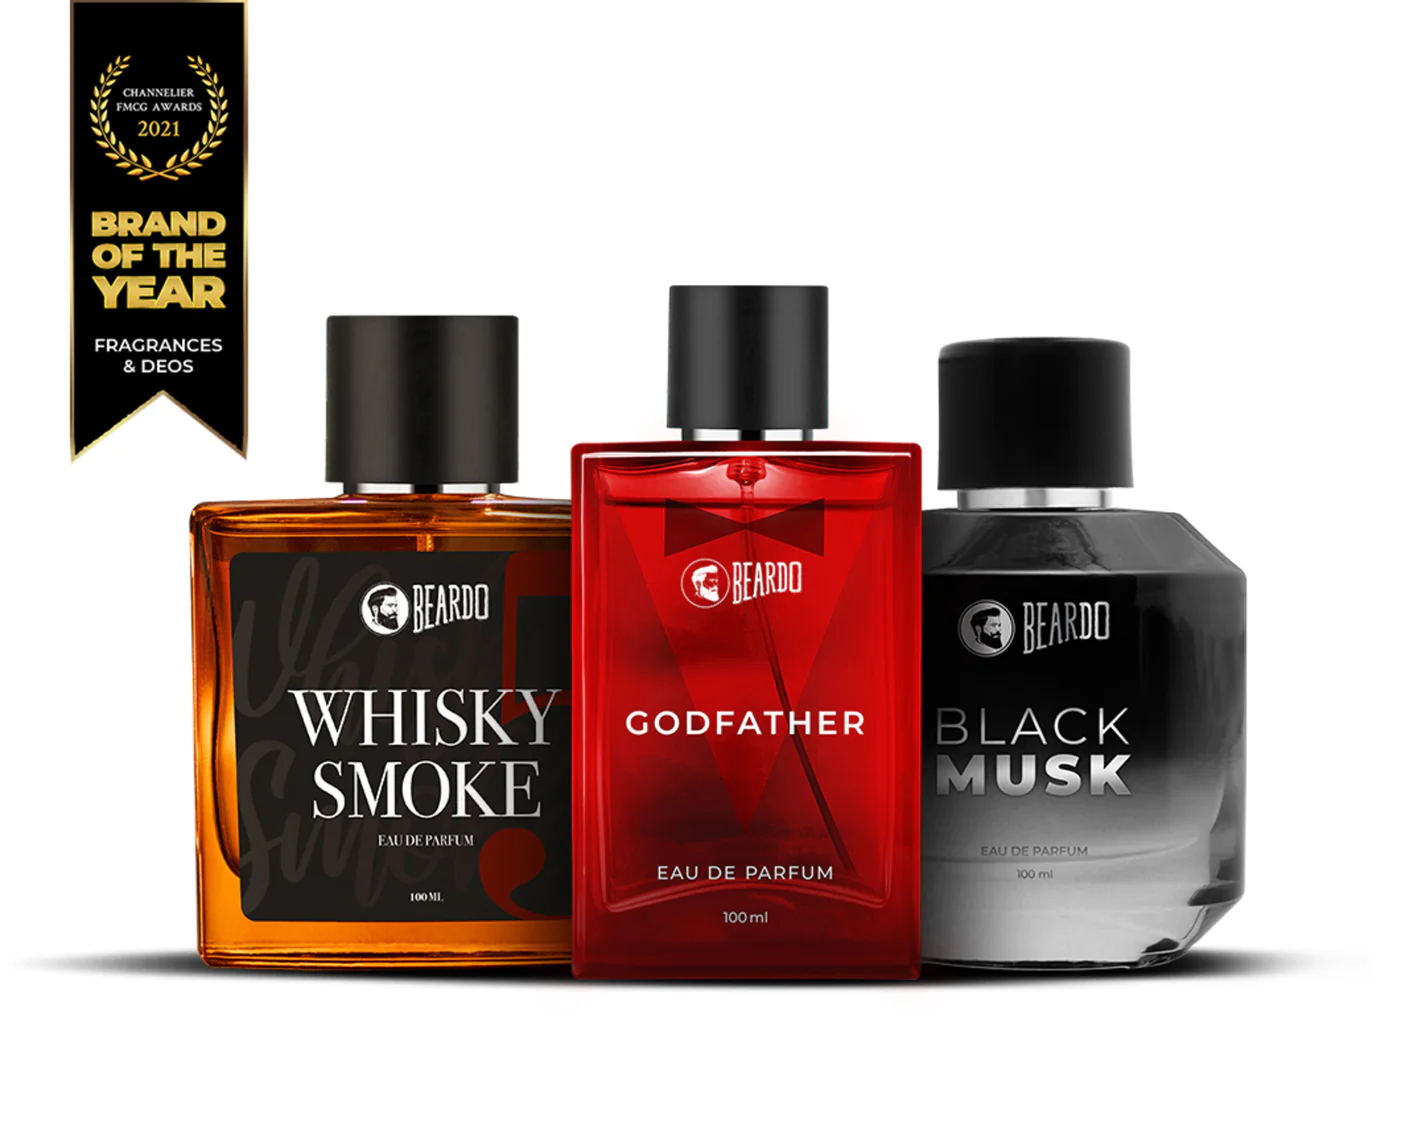 CHANNELIER
FMCG AWARDS
2021
BRAND
OF THE
YEAR
FRAGRANCES
& DEOS
BEARDO
WHISKY
SMOKE
EAU DE PARFUM
100 ML
BEARDO
GODFATHER
EAU DE PARFUM
100 ml
BEARDO
BLACK
MUSK
EAU DE PARFUM
100 ml